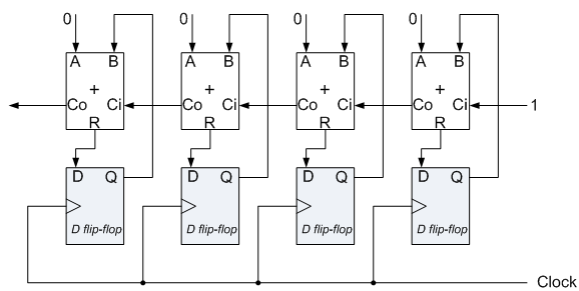 0 0 0 0
A B A B A B A B
+ + + +
Co Ci Co Ci Co Ci Co Ci 1
R R R R
D Q D Q D Q D Q
D flip-flop D flip-flop D flip-flop D flip-flop
Clock